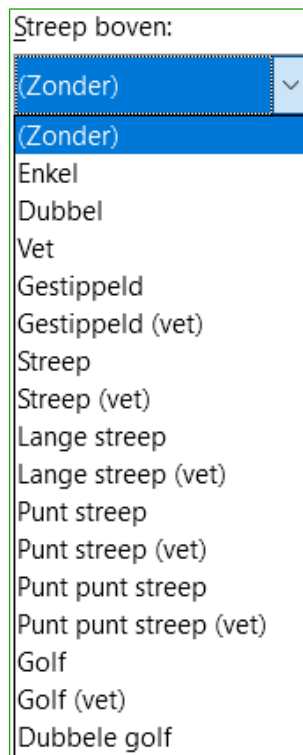 Streep boven:
(Zonder)
(Zonder)
Enkel
Dubbel
Vet
Gestippeld
Gestippeld (vet)
Streep
Streep (vet)
Lange streep
Lange streep (vet)
Punt streep
Punt streep (vet)
Punt punt streep
Punt punt streep (vet)
Golf
Golf (vet)
Dubbele golf